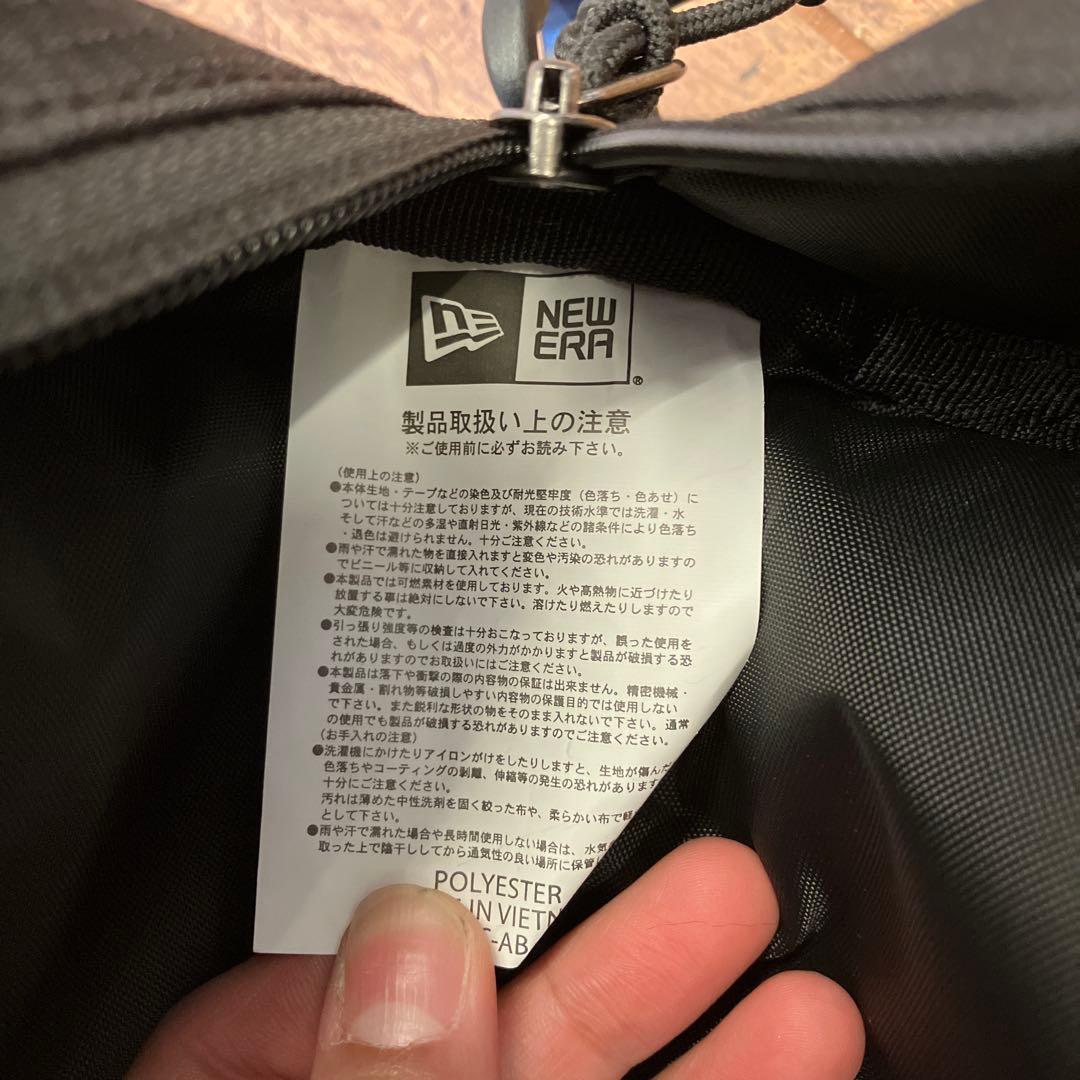 NE
NEW
ERA
®
製品取扱い上の注意
※ご使用前に必ずお読み下さい。
(使用上の注意)
●本体生地・テープなどの染色及び耐光堅牢度(色落ち・色あせ)に
ついては十分注意しておりますが、現在の技術水準では洗濯・水
そして汗などの多湿や直射日光・紫外線などの諸条件により色落ち
・退色は避けられません。十分ご注意ください。
●雨や汗で濡れた物を直接入れますと変色や汚染の恐れがありますの
でビニール等に収納して入れてください。
●本製品では可燃素材を使用しております。火や高熱物に近づけたり
放置する事は絶対にしないで下さい。溶けたり燃えたりしますので
大変危険です。
●引っ張り強度等の検査は十分おこなっておりますが、誤った使用を
された場合、もしくは過度の外力がかかりますと製品が破損する恐
れがありますのでお取扱いにはご注意ください。
●本製品は落下や衝撃の際の内容物の保証は出来ません。精密機械・
貴金属・割れ物等破損しやすい内容物の保護目的では使用しない
で下さい。また鋭利な形状の物をそのまま入れないで下さい。通常
の使用でも製品が破損する恐れがありますのでご注意ください。
(お手入れの注意)
●洗濯機にかけたりアイロンがけをしたりしますと、生地が傷んだ
色落ちやコーティングの剥離、伸縮等の発生の恐れがあります
十分にご注意ください。
汚れは薄めた中性洗剤を固く絞った布や、柔らかい布で軽
として下さい。
●雨や汗で濡れた場合や長時間使用しない場合は、水気
取った上で陰干ししてから通気性の良い場所に保管
POLYESTER
IN VIETN
-AB